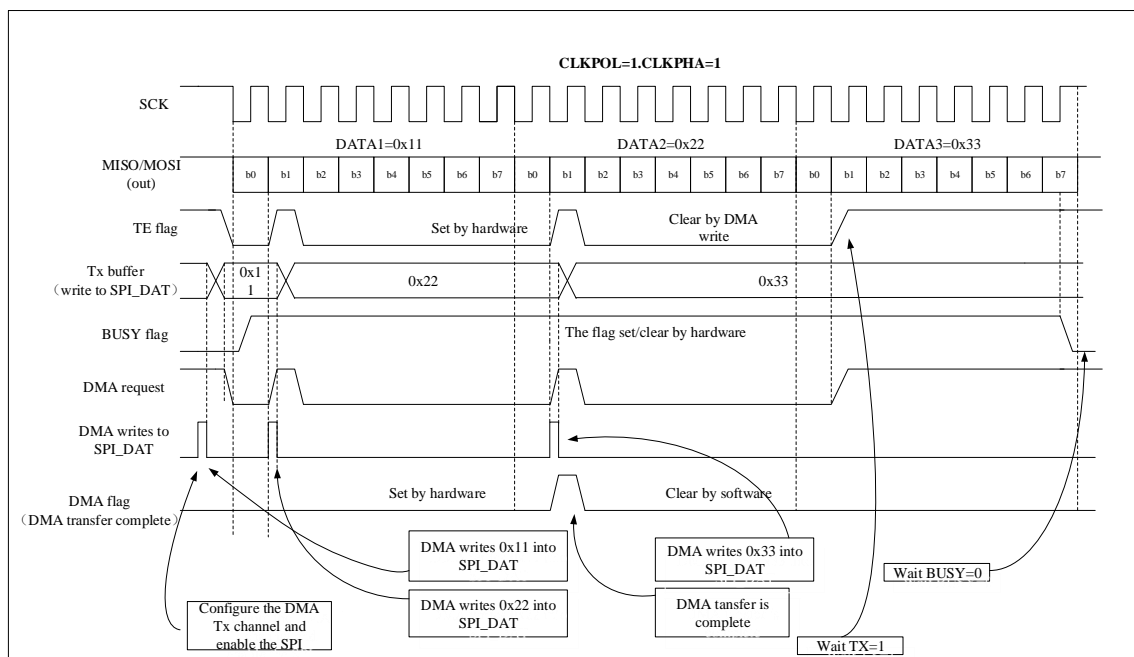 CLKPOL=1.CLKPHA=1
SCK
DATA1=0x11
DATA2=0x22
DATA3=0x33
MISO/MOSI
(out)
b0 b1 b2 b3 b4 b5 b6 b7 b0 b1 b2 b3 b4 b5 b6 b7 b0 b1 b2 b3 b4 b5 b6 b7
TE flag
Set by hardware
Clear by DMA
write
Tx buffer
（write to SPI_DAT）
0x1
1
0x22
0x33
BUSY flag
The flag set/clear by hardware
DMA request
DMA writes to
SPI_DAT
DMA flag
（DMA transfer complete）
Set by hardware
Clear by software
DMA writes 0x11 into
SPI_DAT
DMA writes 0x33 into
SPI_DAT
Wait BUSY=0
Configure the DMA
Tx channel and
enable the SPI
DMA writes 0x22 into
SPI_DAT
DMA tansfer is
complete
Wait TX=1